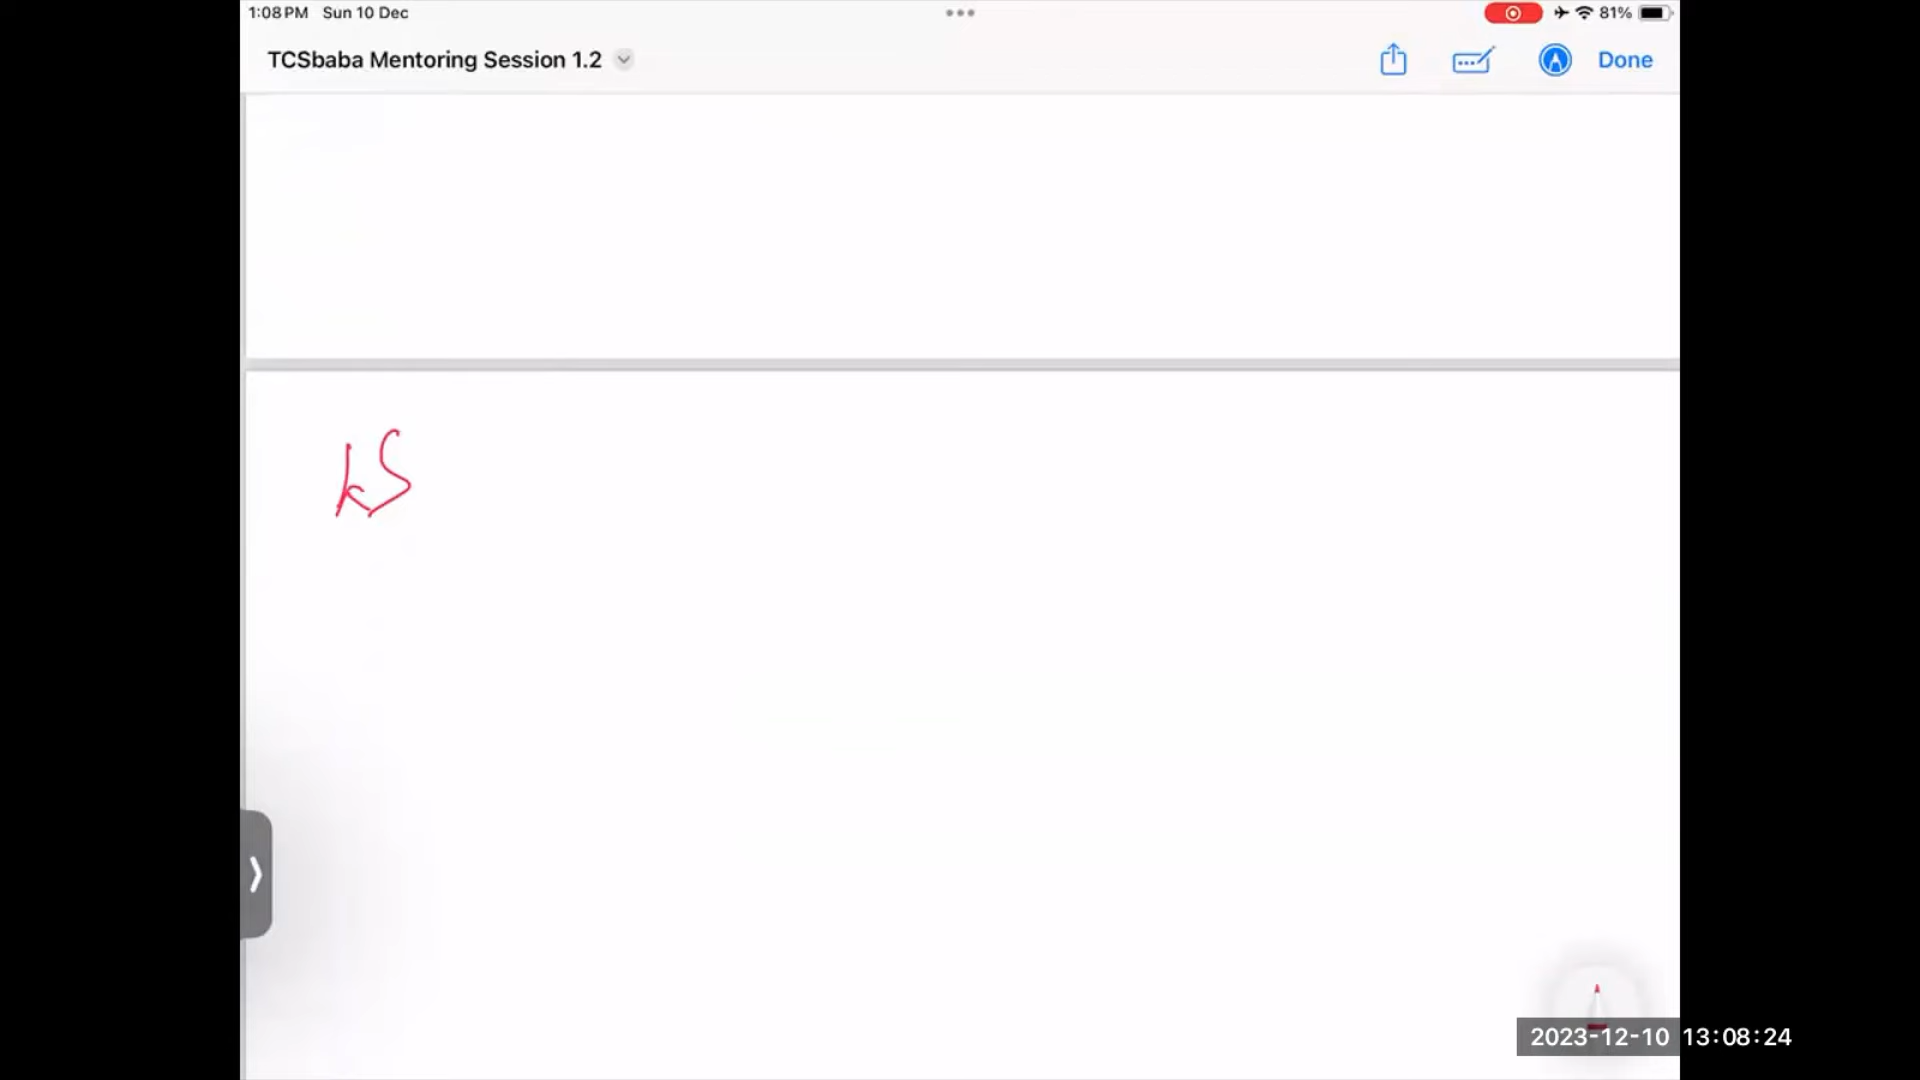 1:08 PM Sun 10 Dec
81%
TCSbaba Mentoring Session 1.2
Done
kS
2023-12-10 13:08:24